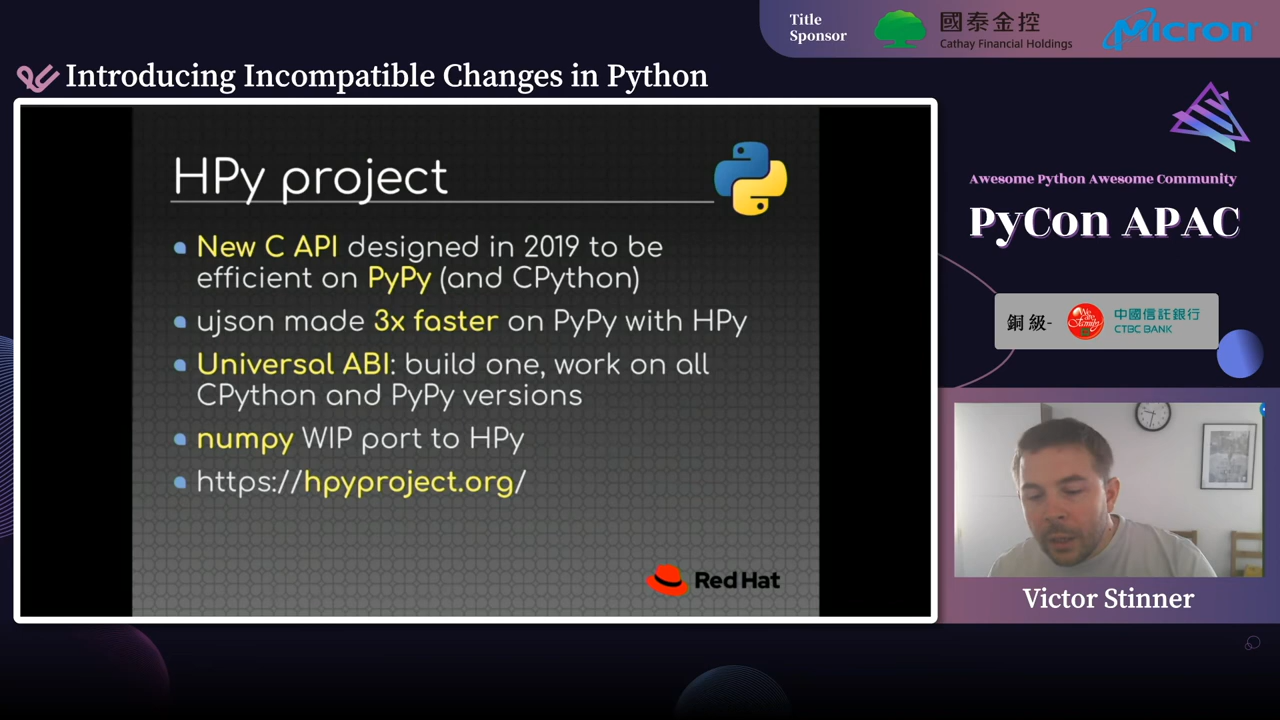 Title
Sponsor
國泰金控
Cathay Financial Holdings
Micron
Introducing Incompatible Changes in Python
HPy project
New C API designed in 2019 to be
efficient on PyPy (and CPython)
ujson made 3x faster on PyPy with HPy
Universal ABI: build one, work on all
CPython and PyPy versions
numpy WIP port to HPy
https://hpyproject.org/
Red Hat
Awesome Python Awesome Community
PyCon APAC
銅級-
We are
Family
中國信託銀行
CTBC BANK
Victor Stinner